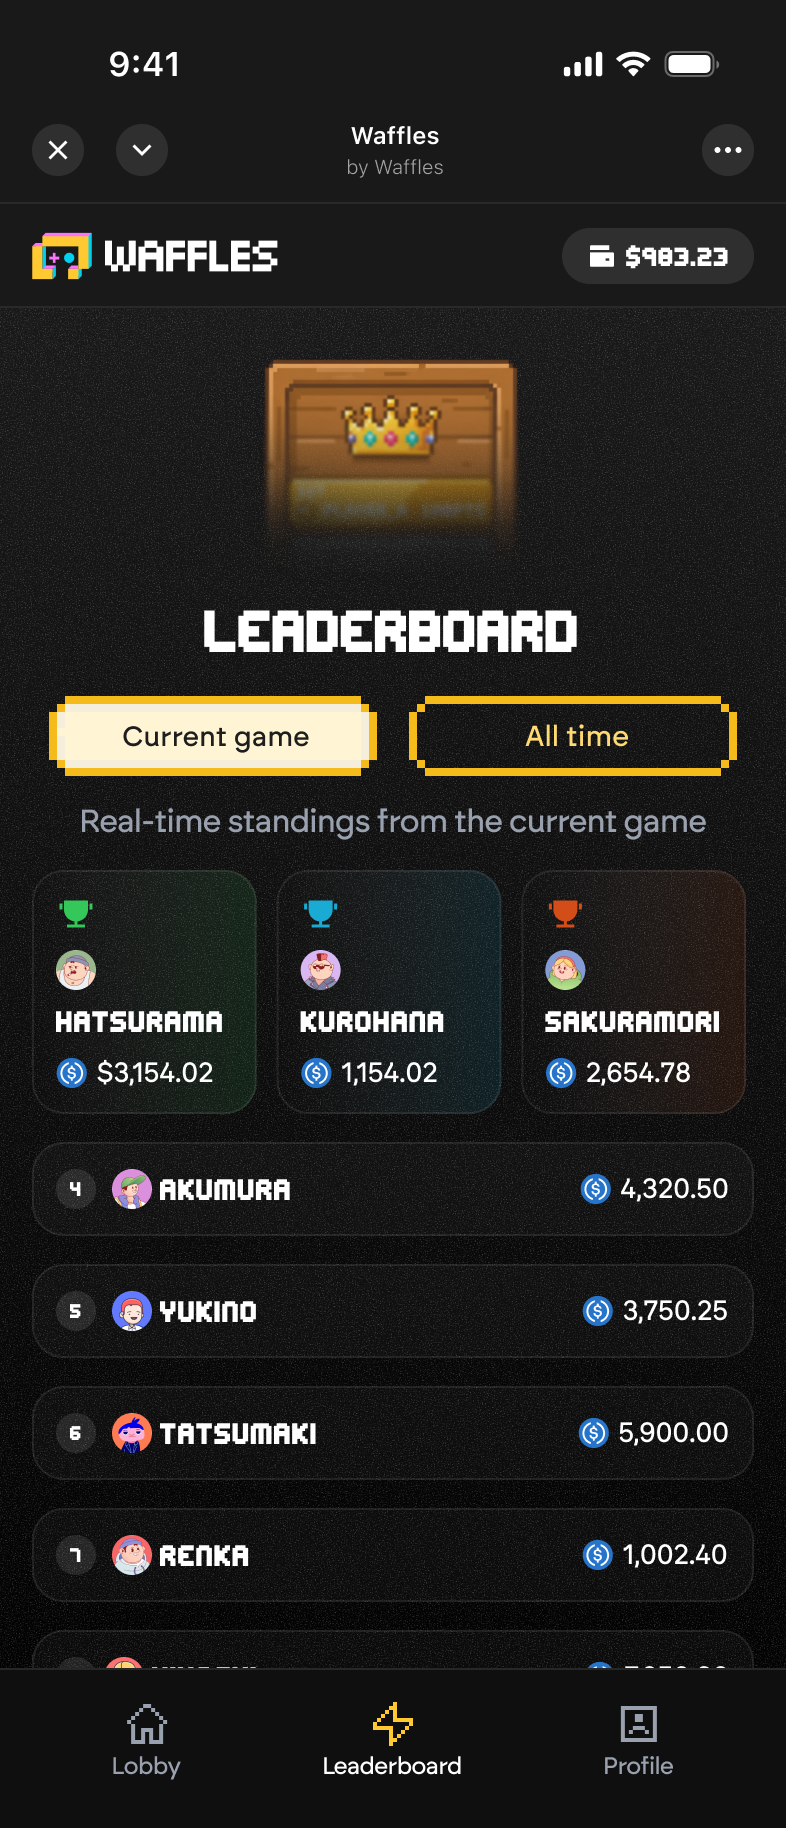 9:41
Waffles
by Waffles
WAFFLES
$983.23
LEADERBOARD
Current game
All time
Real-time standings from the current game
HATSURAMA
$3,154.02
KUROHANA
1,154.02
SAKURAMORI
2,654.78
4 AKUMURA 4,320.50
5 YUKINO 3,750.25
6 TATSUMAKI 5,900.00
7 RENKA 1,002.40
Lobby
Leaderboard
Profile